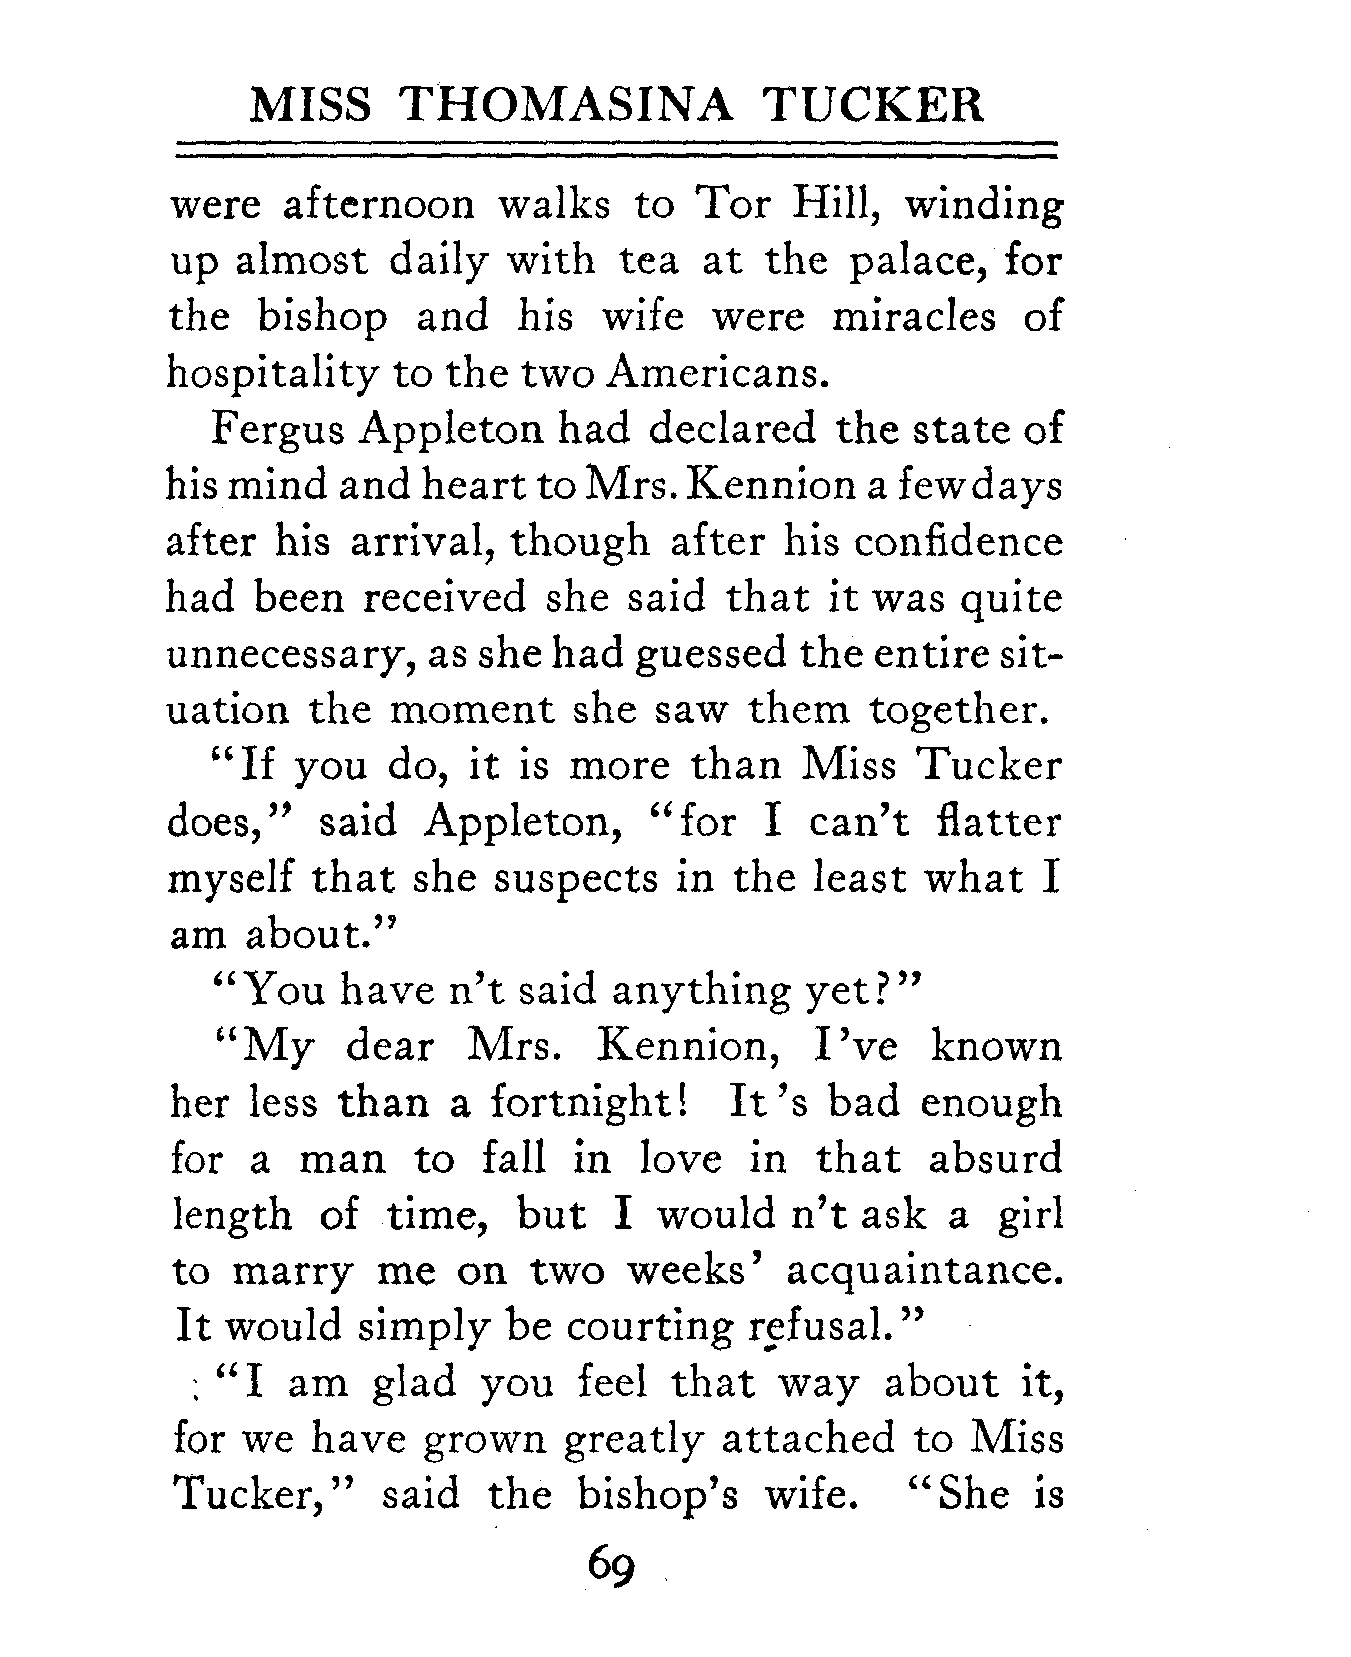 MISS THOMASINA TUCKER
were afternoon walks to Tor Hill, winding
up almost daily with tea at the palace, for
the bishop and his wife were miracles of
hospitality to the two Americans.
Fergus Appleton had declared the state of
his mind and heart to Mrs. Kennion a few days
after his arrival, though after his confidence
had been received she said that it was quite
unnecessary, as she had guessed the entire sit-
uation the moment she saw them together.
“If you do, it is more than Miss Tucker
does,” said Appleton, “for I can’t flatter
myself that she suspects in the least what I
am about.”
“You have n’t said anything yet?”
“My dear Mrs. Kennion, I’ve known
her less than a fortnight! It ’s bad enough
for a man to fall in love in that absurd
length of time, but I would n’t ask a girl
to marry me on two weeks’ acquaintance.
It would simply be courting refusal.”
“I am glad you feel that way about it,
for we have grown greatly attached to Miss
Tucker,” said the bishop’s wife. “She is
69